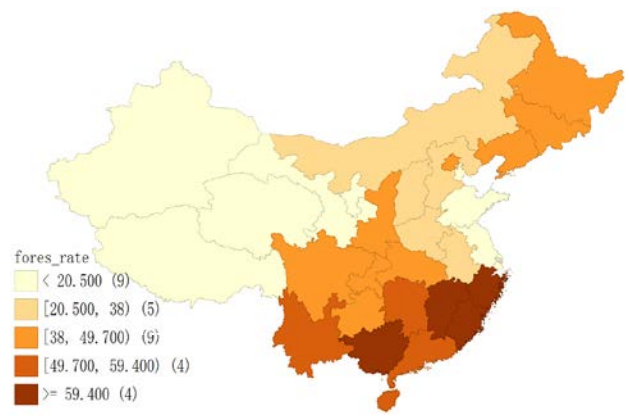 fores_rate
< 20.500 (9)
[20.500, 38) (5)
[38, 49.700) (9)
[49.700, 59.400) (4)
>= 59.400 (4)